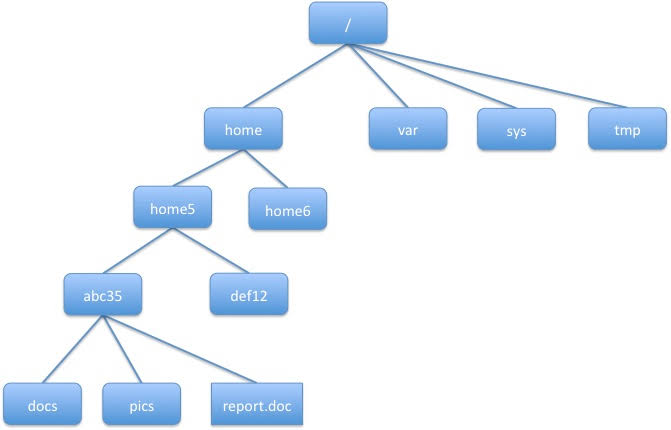 /
home
var
sys
tmp
home5
home6
abc35
def12
docs
pics
report.doc